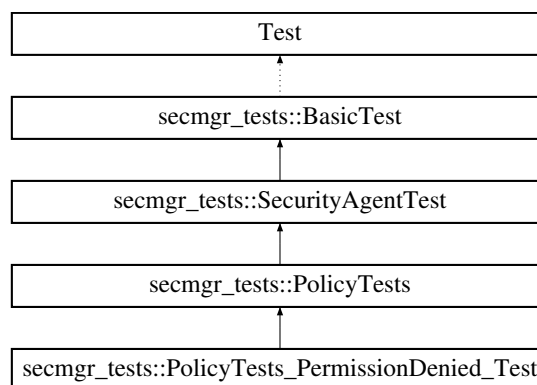 Test
secmgr_tests::BasicTest
secmgr_tests::SecurityAgentTest
secmgr_tests::PolicyTests
secmgr_tests::PolicyTests_PermissionDenied_Test